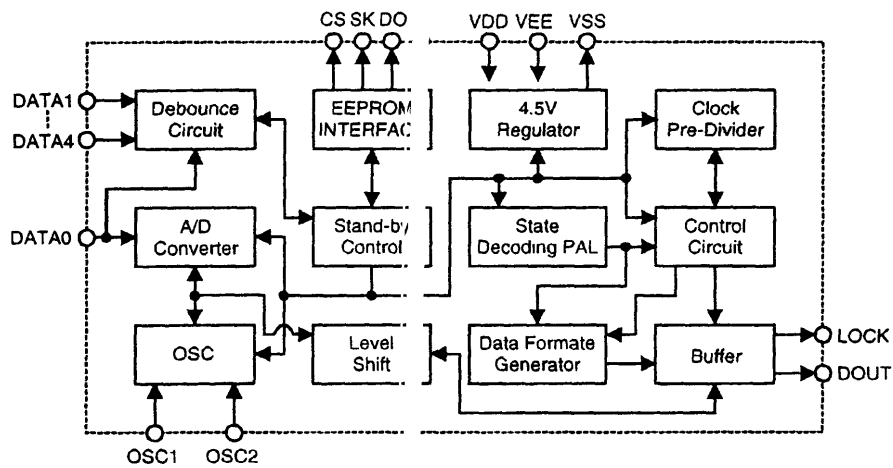 CS SK DO
VDD VEE VSS
DATA1
DATA4
DATA0
Debounce
Circuit
EEPROM
INTERFAC
4.5V
Regulator
Clock
Pre-Divider
A/D
Converter
Stand-by
Control
State
Decoding PAL
Control
Circuit
OSC
Level
Shift
Data Formate
Generator
Buffer
LOCK
DOUT
OSC1
OSC2